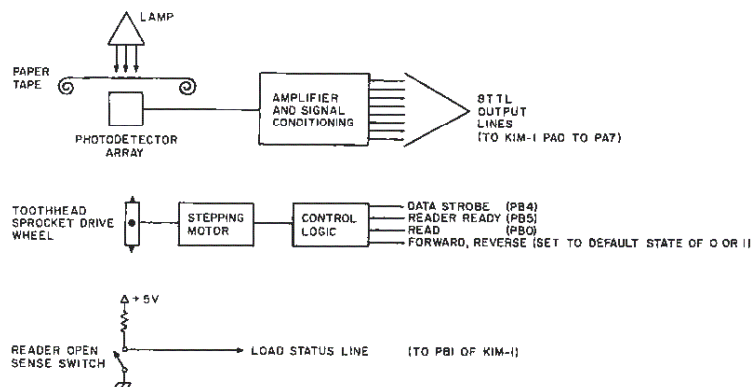 LAMP
PAPER
TAPE
PHOTODETECTOR
ARRAY
AMPLIFIER
AND SIGNAL
CONDITIONING
8 TTL
OUTPUT
LINES
(TO KIM-1 PA0 TO PA7)
TOOTHHEAD
SPROCKET DRIVE
WHEEL
STEPPING
MOTOR
CONTROL
LOGIC
DATA STROBE (PB4)
READER READY (PB5)
READ (PB0)
FORWARD, REVERSE (SET TO DEFAULT STATE OF 0 OR 1)
+5V
READER OPEN
SENSE SWITCH
LOAD STATUS LINE (TO PB1 OF KIM-1)